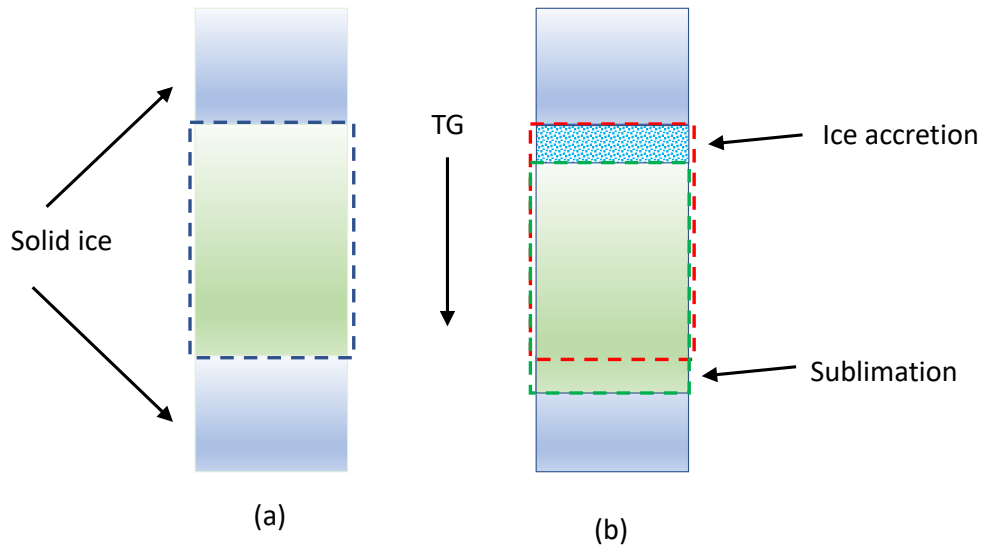 TG
Ice accretion
Solid ice
Sublimation
(a)
(b)